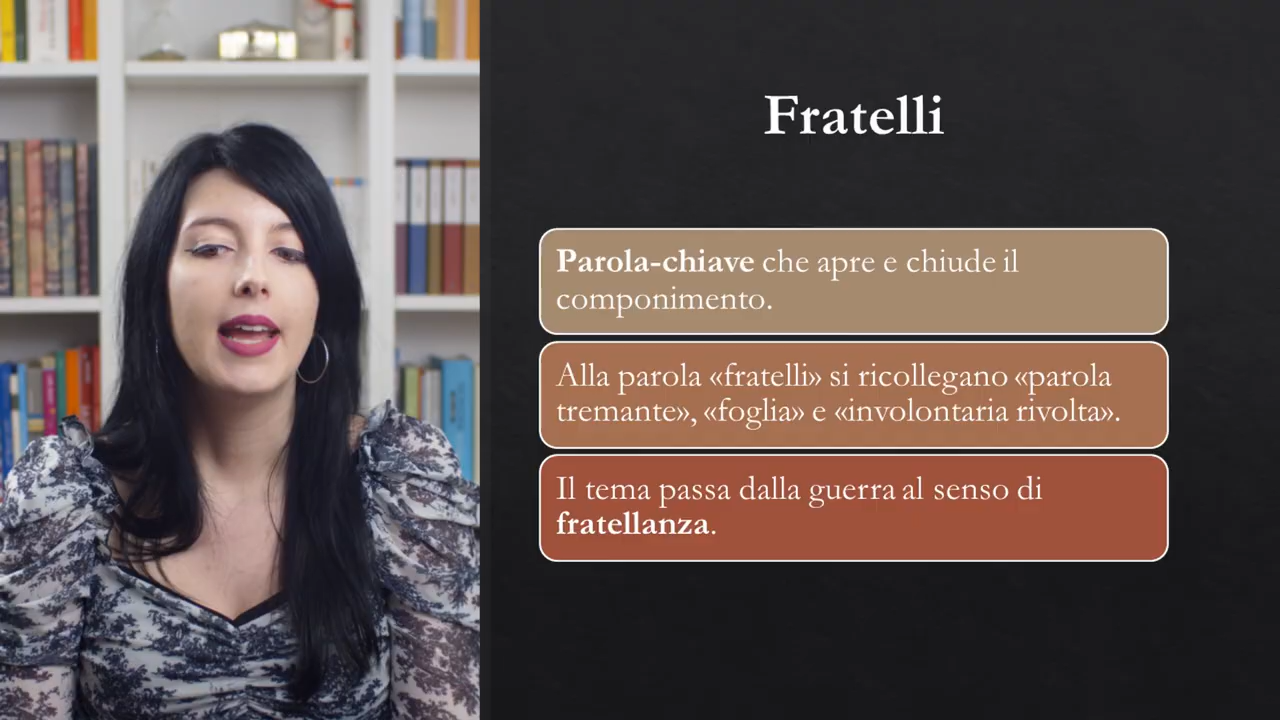 Fratelli
Parola-chiave che apre e chiude il
componimento.
Alla parola «fratelli» si ricollegano «parola
tremante», «foglia» e «involontaria rivolta».
Il tema passa dalla guerra al senso di
fratellanza.